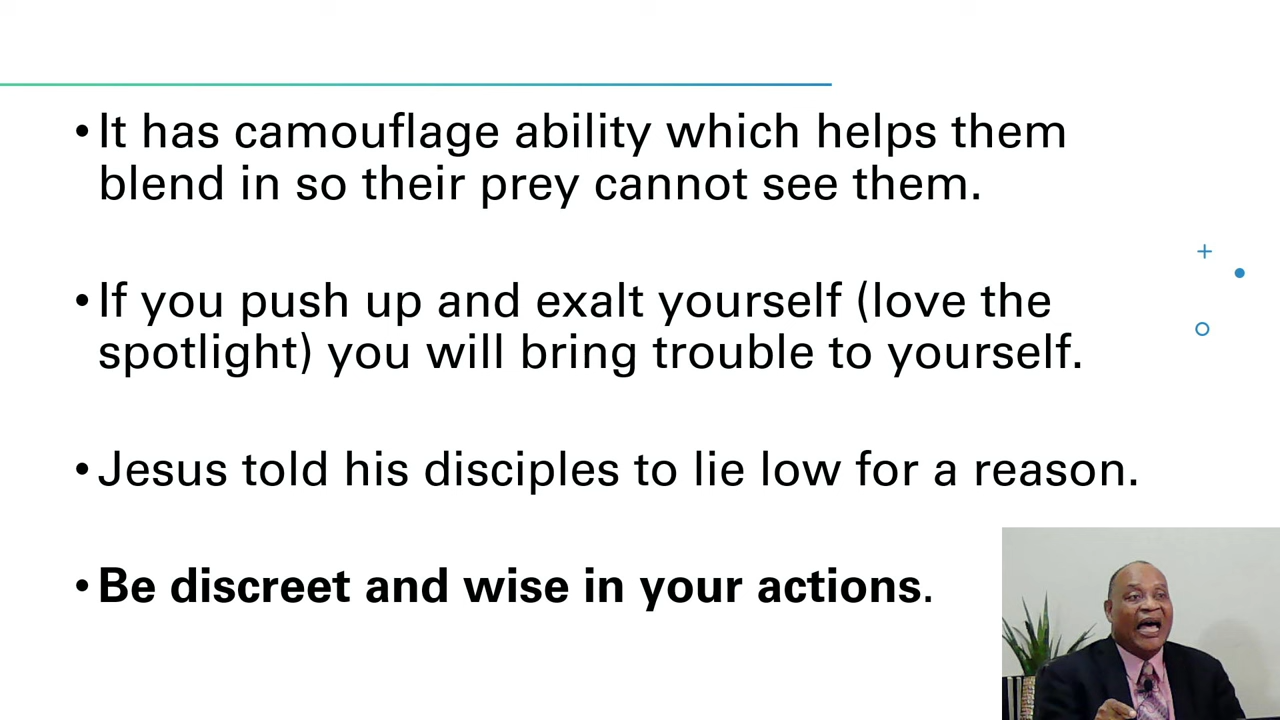 • It has camouflage ability which helps them
blend in so their prey cannot see them.
• If you push up and exalt yourself (love the
spotlight) you will bring trouble to yourself.
• Jesus told his disciples to lie low for a reason.
• Be discreet and wise in your actions.